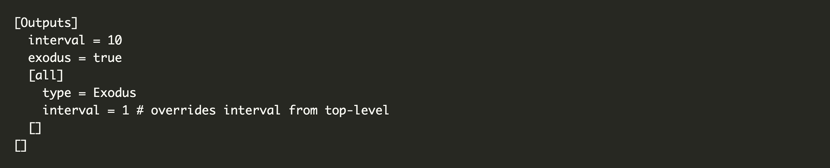 [Outputs]
  interval = 10
  exodus = true
  [all]
    type = Exodus
    interval = 1 # overrides interval from top-level
  []
[]